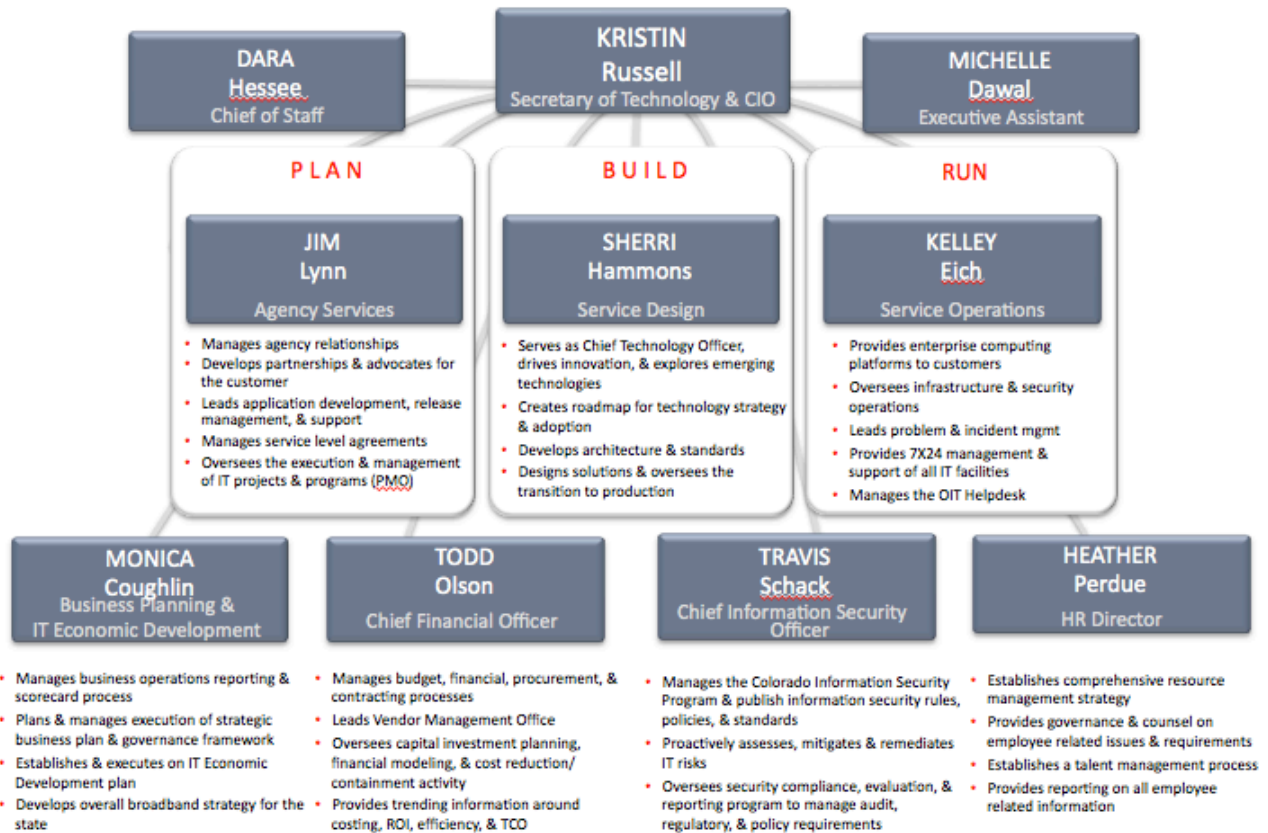 DARA
Hessee
Chief of Staff
KRISTIN
Russell
Secretary of Technology & CIO
MICHELLE
Dawal
Executive Assistant
PLAN
JIM
Lynn
Agency Services
• Manages agency relationships
• Develops partnerships & advocates for
the customer
• Leads application development, release
management, & support
• Manages service level agreements
• Oversees the execution & management
of IT projects & programs (PMO)
BUILD
SHERRI
Hammons
Service Design
• Serves as Chief Technology Officer,
drives innovation, & explores emerging
technologies
• Creates roadmap for technology strategy
& adoption
• Develops architecture & standards
• Designs solutions & oversees the
transition to production
RUN
KELLEY
Eich
Service Operations
• Provides enterprise computing
platforms to customers
• Oversees infrastructure & security
operations
• Leads problem & incident mgmt
• Provides 7X24 management &
support of all IT facilities
• Manages the OIT Helpdesk
MONICA
Coughlin
Business Planning &
IT Economic Development
• Manages business operations reporting &
scorecard process
• Plans & manages execution of strategic
business plan & governance framework
• Establishes & executes on IT Economic
Development plan
• Develops overall broadband strategy for the
state
TODD
Olson
Chief Financial Officer
• Manages budget, financial, procurement, &
contracting processes
• Leads Vendor Management Office
• Oversees capital investment planning,
financial modeling, & cost reduction/
containment activity
• Provides trending information around
costing, ROI, efficiency, & TCO
TRAVIS
Schack
Chief Information Security
Officer
• Manages the Colorado Information Security
Program & publish information security rules,
policies, & standards
• Proactively assesses, mitigates & remediates
IT risks
• Oversees security compliance, evaluation, &
reporting program to manage audit,
regulatory, & policy requirements
HEATHER
Perdue
HR Director
• Establishes comprehensive resource
management strategy
• Provides governance & counsel on
employee related issues & requirements
• Establishes a talent management process
• Provides reporting on all employee
related information